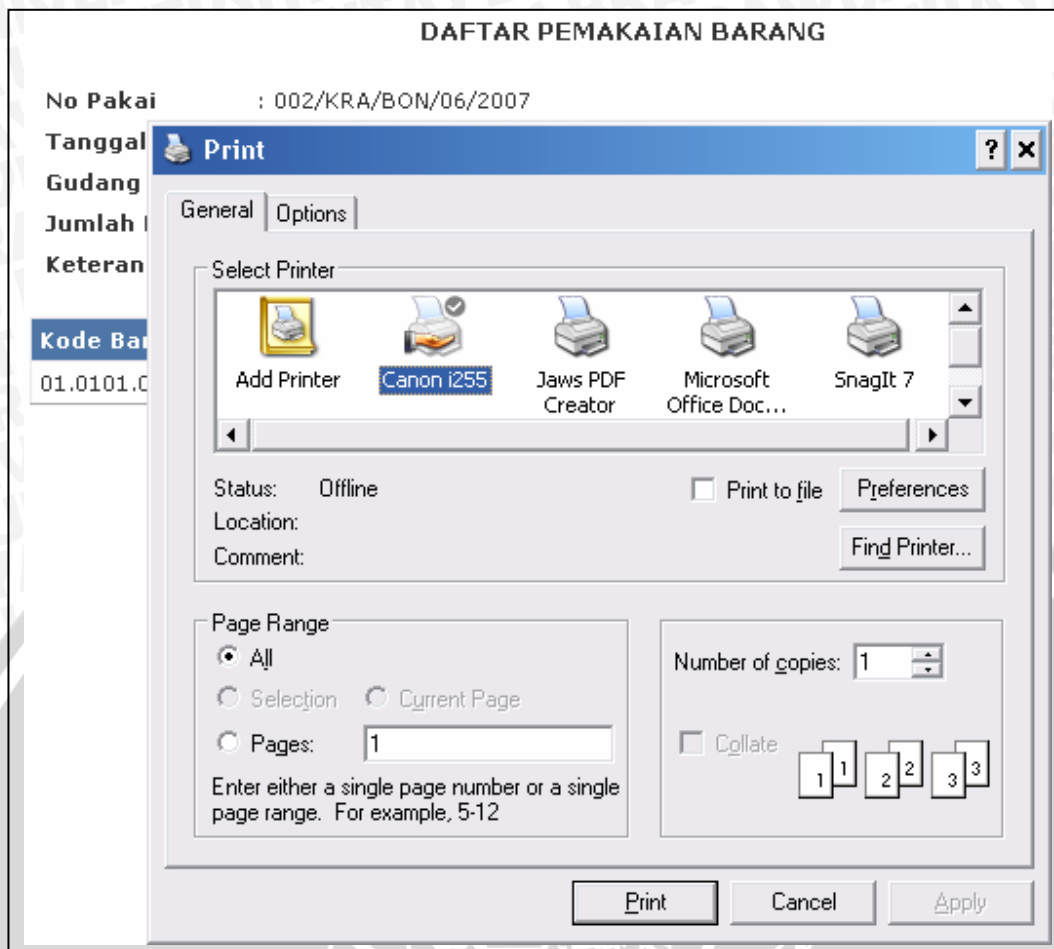 DAFTAR PEMAKAIAN BARANG
No Pakai : 002/KRA/BON/06/2007
Tanggal
Gudang
Jumlah
Keteran
Kode Bar
01.0101.0
Print
General Options
Select Printer
Add Printer Canon i255 Jaws PDF Creator Microsoft Office Doc... SnagIt 7
Status: Offline
Print to file Preferences
Location:
Comment:
Find Printer...
Page Range
All
Selection Current Page
Pages: 1
Enter either a single page number or a single
page range. For example, 5-12
Number of copies: 1
Collate
1 1 2 2 3 3
Print Cancel Apply